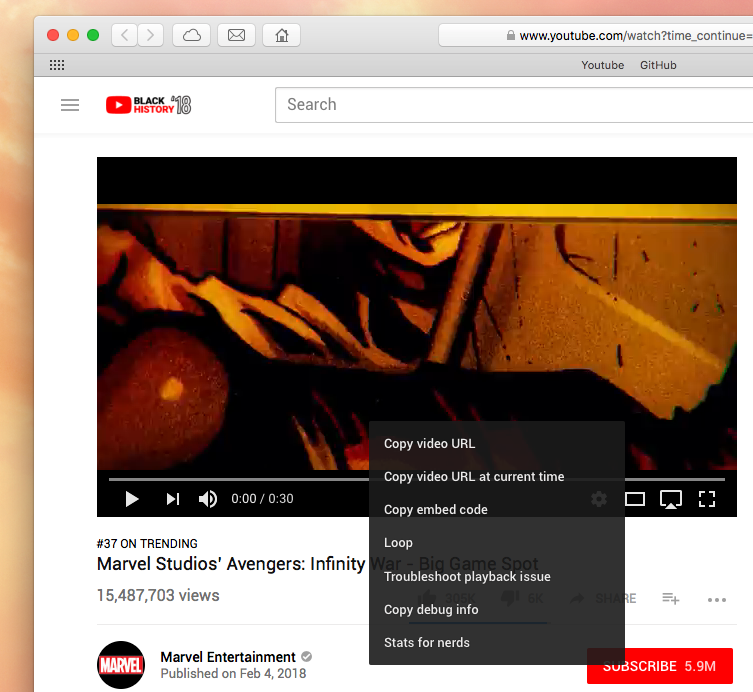 www.youtube.com/watch?time_continue=
Youtube GitHub
BLACK HISTORY '18
Search
Copy video URL
Copy video URL at current time
0:00 / 0:30
Copy embed code
#37 ON TRENDING
Loop
Marvel Studios' Avengers: Infinity War - Big Game Spot
Troubleshoot playback issue
15,487,703 views
305K 6K SHARE
Copy debug info
Stats for nerds
MARVEL
Marvel Entertainment
Published on Feb 4, 2018
SUBSCRIBE 5.9M